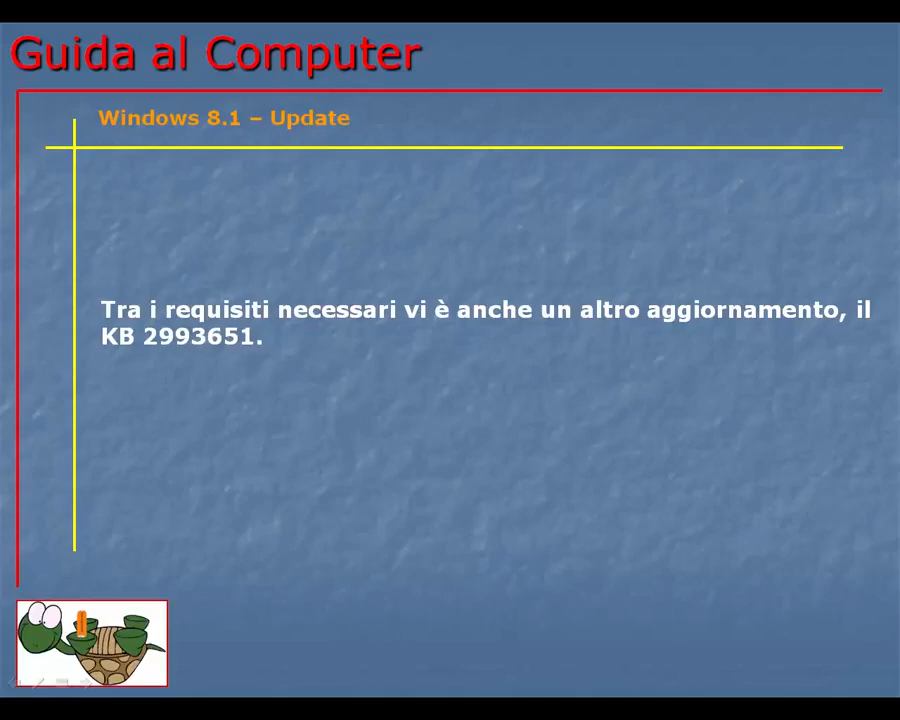 Guida al Computer
Windows 8.1 – Update
Tra i requisiti necessari vi è anche un altro aggiornamento, il
KB 2993651.